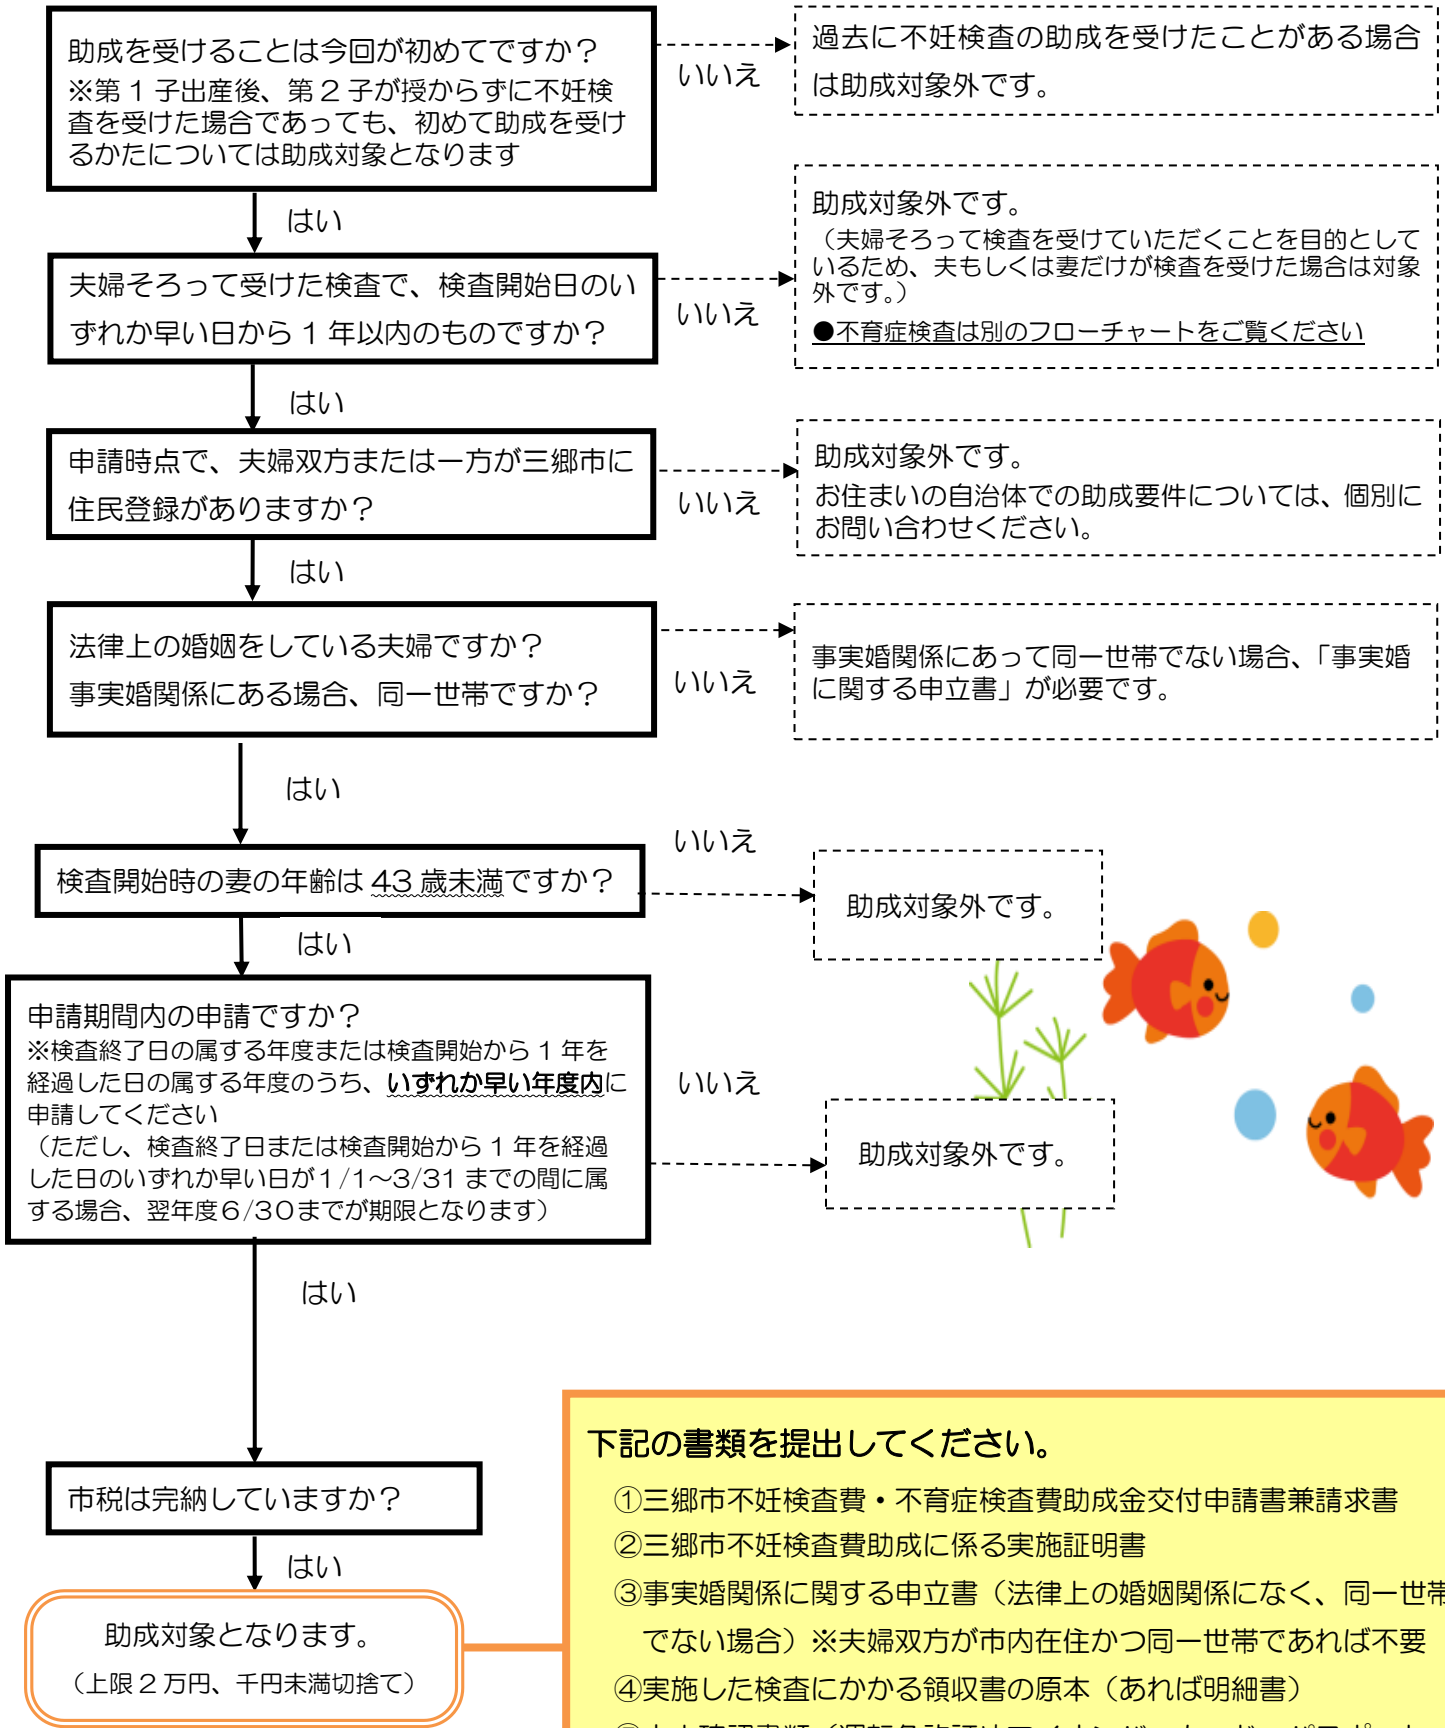 助成を受けることは今回が初めてですか？
※第1子出産後、第2子が授からずに不妊検
査を受けた場合であっても、初めて助成を受け
るかたについては助成対象となります
いいえ
過去に不妊検査の助成を受けたことがある場合
は助成対象外です。
はい
夫婦そろって受けた検査で、検査開始日のい
ずれか早い日から1年以内のものですか？
いいえ
助成対象外です。
（夫婦そろって検査を受けていただくことを目的として
いるため、夫もしくは妻だけが検査を受けた場合は対象
外です。）
●不育症検査は別のフローチャートをご覧ください
はい
申請時点で、夫婦双方または一方が三郷市に
住民登録がありますか？
いいえ
助成対象外です。
お住まいの自治体での助成要件については、個別に
お問い合わせください。
はい
法律上の婚姻をしている夫婦ですか？
事実婚関係にある場合、同一世帯ですか？
いいえ
事実婚関係にあって同一世帯でない場合、「事実婚
に関する申立書」が必要です。
はい
検査開始時の妻の年齢は43歳未満ですか？
いいえ
助成対象外です。
はい
申請期間内の申請ですか？
※検査終了日の属する年度または検査開始から1年を
経過した日の属する年度のうち、いずれか早い年度内に
申請してください
（ただし、検査終了日または検査開始から1年を経過
した日のいずれか早い日が1/1～3/31までの間に属
する場合、翌年度6/30までが期限となります）
いいえ
助成対象外です。
はい
市税は完納していますか？
はい
助成対象となります。
（上限2万円、千円未満切捨て）
下記の書類を提出してください。
①三郷市不妊検査費・不育症検査費助成金交付申請書兼請求書
②三郷市不妊検査費助成に係る実施証明書
③事実婚関係に関する申立書（法律上の婚姻関係になく、同一世帯
でない場合）※夫婦双方が市内在住かつ同一世帯であれば不要
④実施した検査にかかる領収書の原本（あれば明細書）